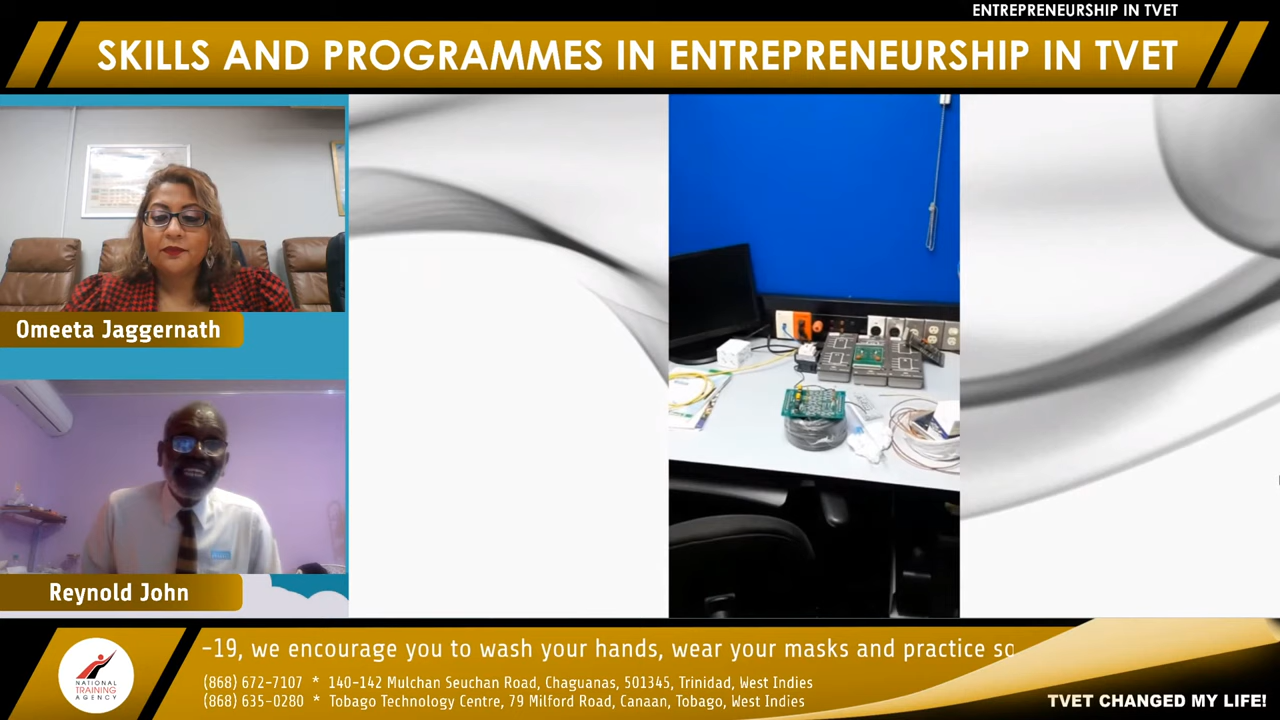 ENTREPRENEURSHIP IN TVET
SKILLS AND PROGRAMMES IN ENTREPRENEURSHIP IN TVET
Omeeta Jaggernath
Reynold John
-19, we encourage you to wash your hands, wear your masks and practice so
(868) 672-7107 * 140-142 Mulchan Seuchan Road, Chaguanas, 501345, Trinidad, West Indies
(868) 635-0280 * Tobago Technology Centre, 79 Milford Road, Canaan, Tobago, West Indies
NATIONAL
TRAINING
AGENCY
TVET CHANGED MY LIFE!